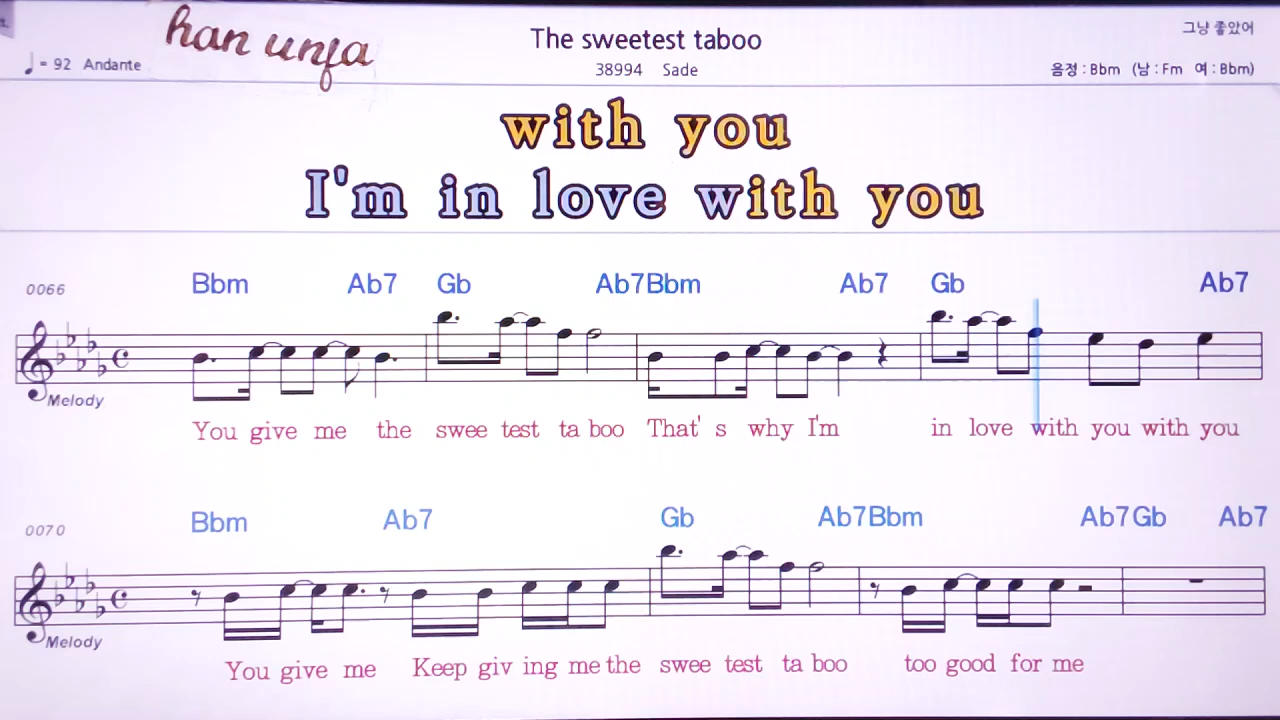 han unja
The sweetest taboo
그냥 좋았어
= 92 Andante
38994 Sade
음정 : Bbm (남 : Fm 여 : Bbm)
with you
I'm in love with you
0066
Bbm Ab7 Gb Ab7Bbm Ab7 Gb Ab7
Melody
You give me the swee test ta boo That' s why I'm in love with you with you
0070
Bbm Ab7 Gb Ab7Bbm Ab7Gb Ab7
Melody
You give me Keep giv ing me the swee test ta boo too good for me